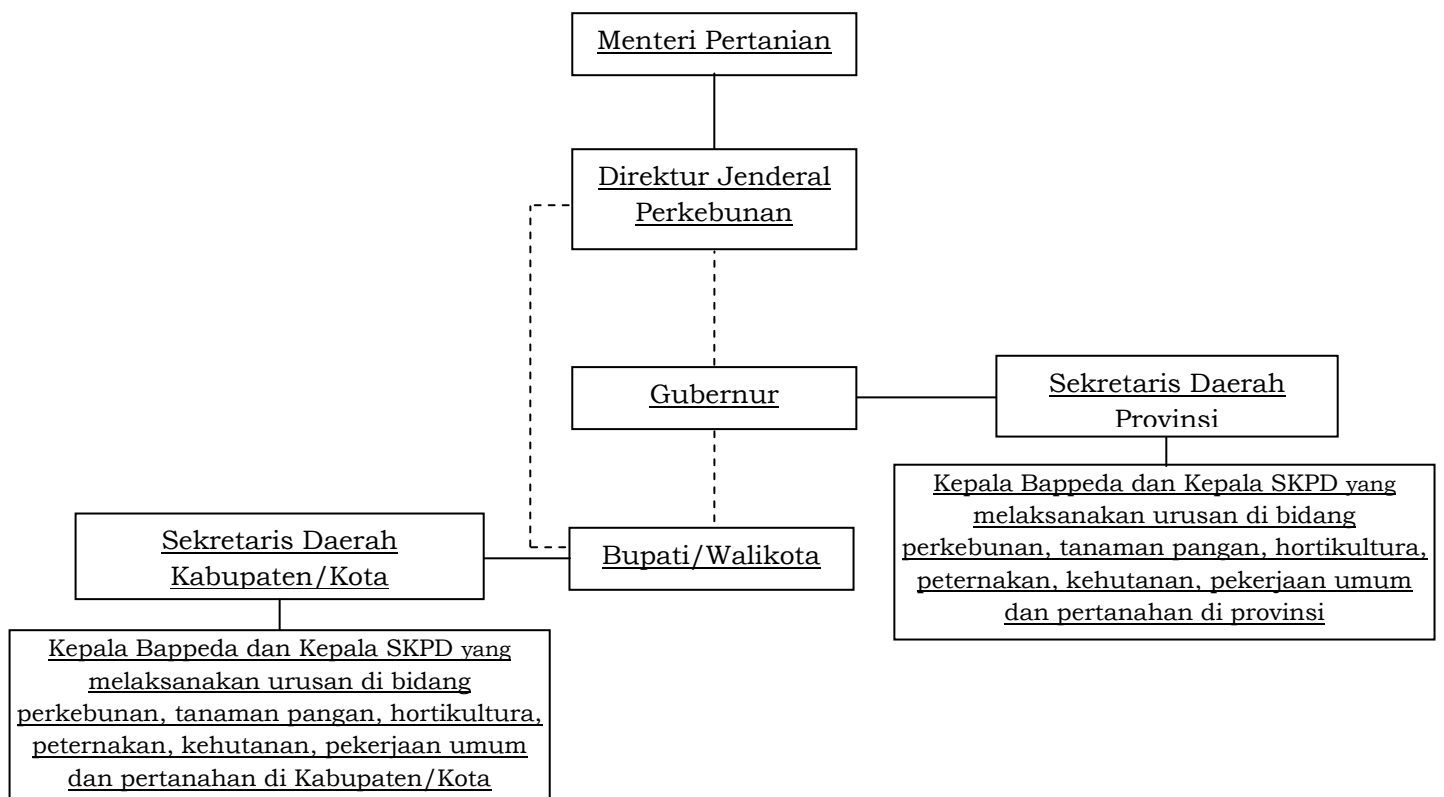 Menteri Pertanian
Direktur Jenderal
Perkebunan
Gubernur
Sekretaris Daerah
Provinsi
Kepala Bappeda dan Kepala SKPD yang
melaksanakan urusan di bidang
perkebunan, tanaman pangan, hortikultura,
peternakan, kehutanan, pekerjaan umum
dan pertanahan di provinsi
Bupati/Walikota
Sekretaris Daerah
Kabupaten/Kota
Kepala Bappeda dan Kepala SKPD yang
melaksanakan urusan di bidang
perkebunan, tanaman pangan, hortikultura,
peternakan, kehutanan, pekerjaan umum
dan pertanahan di Kabupaten/Kota